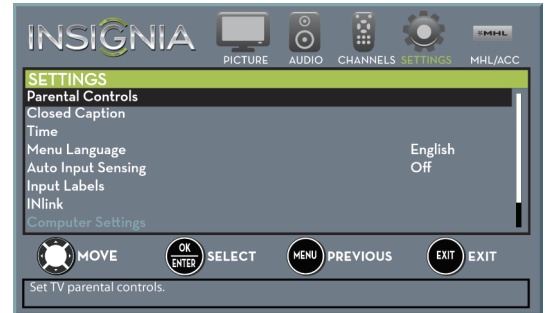 INSIGNIA
PICTURE AUDIO CHANNELS SETTINGS MHL/ACC
MHL
SETTINGS
Parental Controls
Closed Caption
Time
Menu Language English
Auto Input Sensing Off
Input Labels
INlink
Computer Settings
MOVE OK ENTER SELECT MENU PREVIOUS EXIT EXIT
Set TV parental controls.